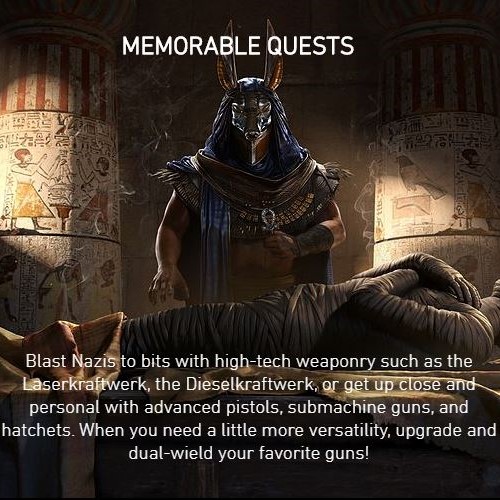 MEMORABLE QUESTS
Blast Nazis to bits with high-tech weaponry such as the
Laserkraftwerk, the Dieselkraftwerk, or get up close and
personal with advanced pistols, submachine guns, and
hatchets. When you need a little more versatility, upgrade and
dual-wield your favorite guns!